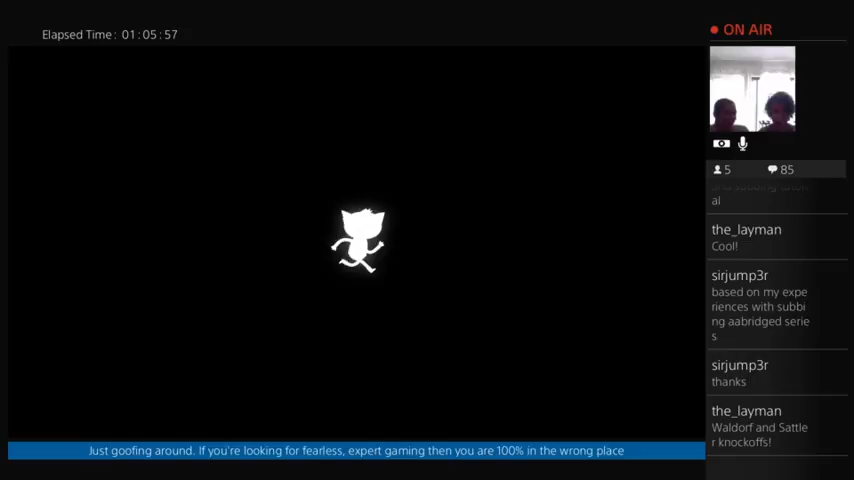 Elapsed Time: 01:05:57
ON AIR
5
85
al
the_layman
Cool!
sirjump3r
based on my expe
riences with subbi
ng aabridged serie
s
sirjump3r
thanks
the_layman
Waldorf and Sattle
r knockoffs!
Just goofing around. If you're looking for fearless, expert gaming then you are 100% in the wrong place